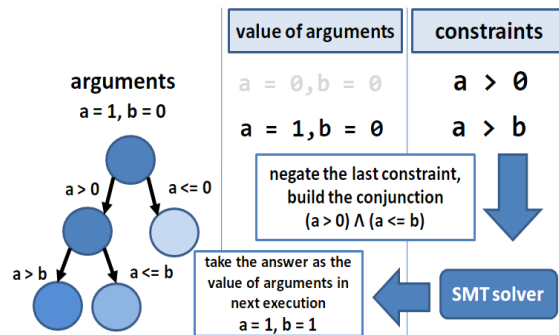 value of arguments
constraints
arguments
a = 1, b = 0
a = 0,b = 0
a > 0
a = 1,b = 0
a > b
a > 0
a <= 0
a > b
a <= b
negate the last constraint,
build the conjunction
(a > 0) Λ (a <= b)
take the answer as the
value of arguments in
next execution
a = 1, b = 1
SMT solver